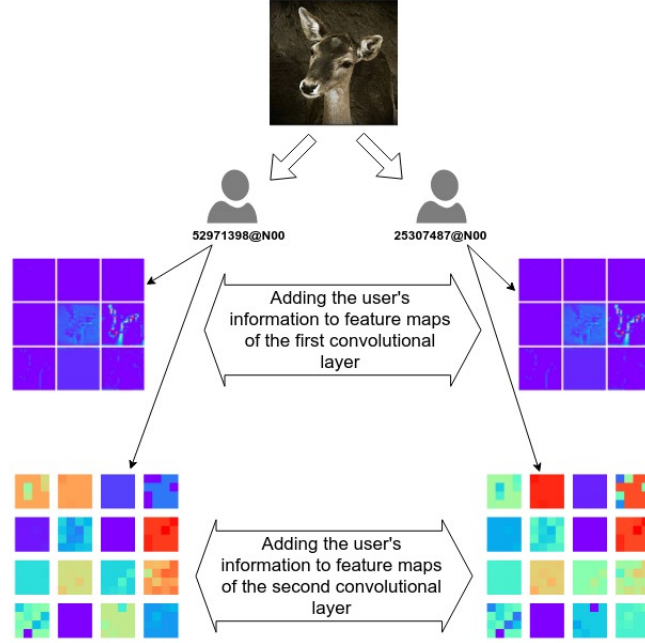 52971398@N00
25307487@N00
Adding the user's
information to feature maps
of the first convolutional
layer
Adding the user's
information to feature maps
of the second convolutional
layer